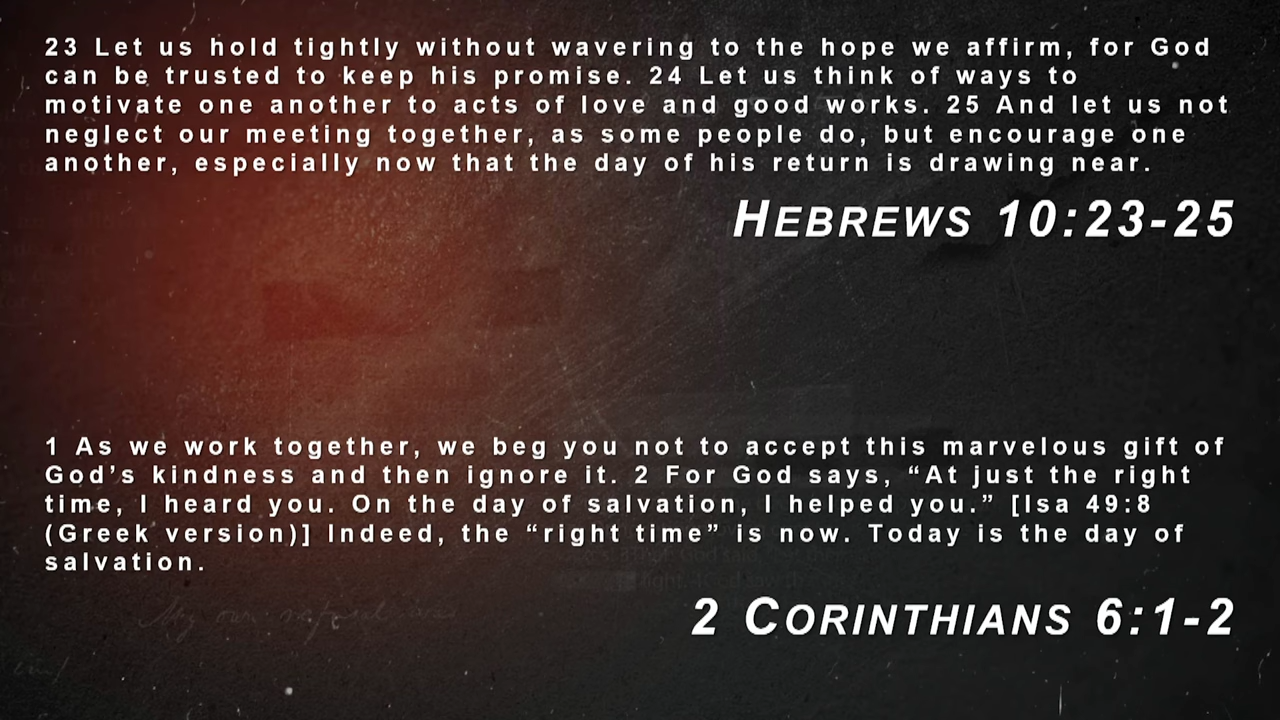 23 Let us hold tightly without wavering to the hope we affirm, for God
can be trusted to keep his promise. 24 Let us think of ways to
motivate one another to acts of love and good works. 25 And let us not
neglect our meeting together, as some people do, but encourage one
another, especially now that the day of his return is drawing near.
HEBREWS 10:23-25
1 As we work together, we beg you not to accept this marvelous gift of
God’s kindness and then ignore it. 2 For God says, “At just the right
time, I heard you. On the day of salvation, I helped you.” [Isa 49:8
(Greek version)] Indeed, the “right time” is now. Today is the day of
salvation.
2 CORINTHIANS 6:1-2